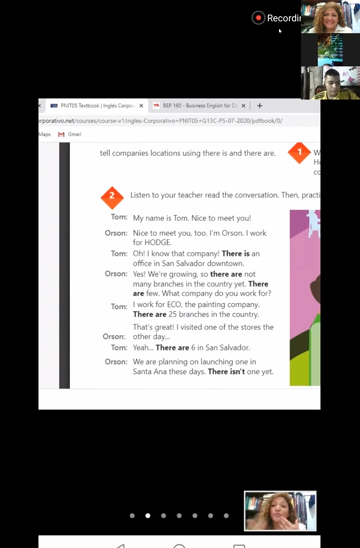 Recordin
PNIT05 Textbook | Ingles Corpor
REP 160 - Business English for D
orporativo.net/courses/course-v1:Ingles-Corporativo+PNIT05+G13C-P5-07-2020/pdfbook/0/
Maps Gmail
tell companies locations using there is and there are.
1
2 Listen to your teacher read the conversation. Then, practi
Tom: My name is Tom. Nice to meet you!
Orson: Nice to meet you, too. I'm Orson. I work
for HODGE.
Tom: Oh! I know that company! There is an
office in San Salvador downtown.
Orson: Yes! We're growing, so there are not
many branches in the country yet. There
are few. What company do you work for?
Tom: I work for ECO, the painting company.
There are 25 branches in the country.
That's great! I visited one of the stores the
Orson: other day...
Tom: Yeah... There are 6 in San Salvador.
Orson: We are planning on launching one in
Santa Ana these days. There isn't one yet.